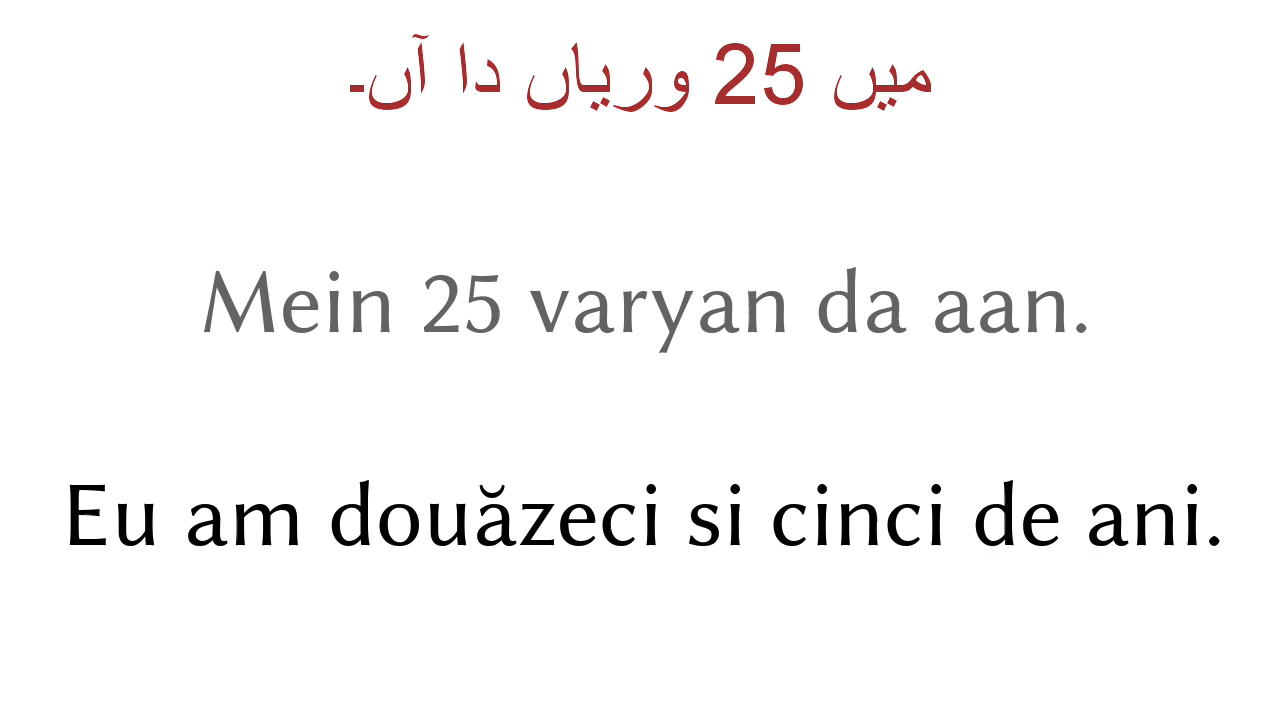 میں 25 وریاں دا آں۔
Mein 25 varyan da aan.
Eu am douăzeci si cinci de ani.